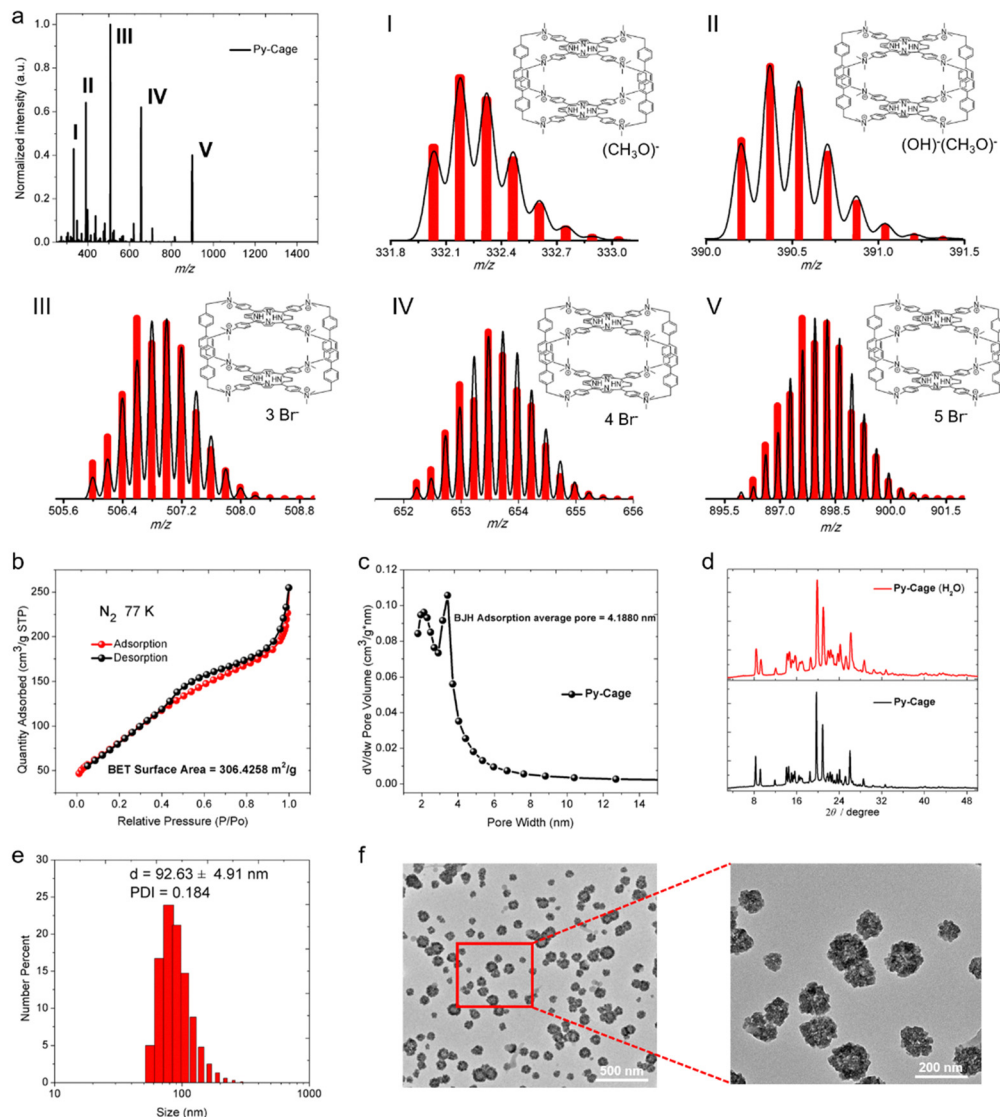 a
Normalized intensity (a.u.)
1.0
0.8
0.6
0.4
0.2
0.0
I
II
III
IV
V
Py-Cage
400 600 800 1000 1200 1400
m/z
I
(CH₃O)⁻
331.8 332.1 332.4 332.7 333.0
m/z
II
(OH)⁻(CH₃O)⁻
390.0 390.5 391.0 391.5
m/z
III
3 Br⁻
505.6 506.4 507.2 508.0 508.8
m/z
IV
4 Br⁻
652 653 654 655 656
m/z
V
5 Br⁻
895.5 897.0 898.5 900.0 901.5
m/z
b
Quantity Adsorbed (cm³/g STP)
250
200
150
100
50
N₂ 77 K
Adsorption
Desorption
BET Surface Area = 306.4258 m²/g
0.0 0.2 0.4 0.6 0.8 1.0
Relative Pressure (P/Po)
c
dV/dw Pore Volume (cm³/g*nm)
0.12
0.10
0.08
0.06
0.04
0.02
0.00
BJH Adsorption average pore = 4.1880 nm
Py-Cage
2 4 6 8 10 12 14
Pore Width (nm)
d
Py-Cage (H₂O)
Py-Cage
8 16 24 32 40 48
2θ / degree
e
Number Percent
30
25
20
15
10
5
0
d = 92.63 ± 4.91 nm
PDI = 0.184
10 100 1000
Size (nm)
f
500 nm
200 nm